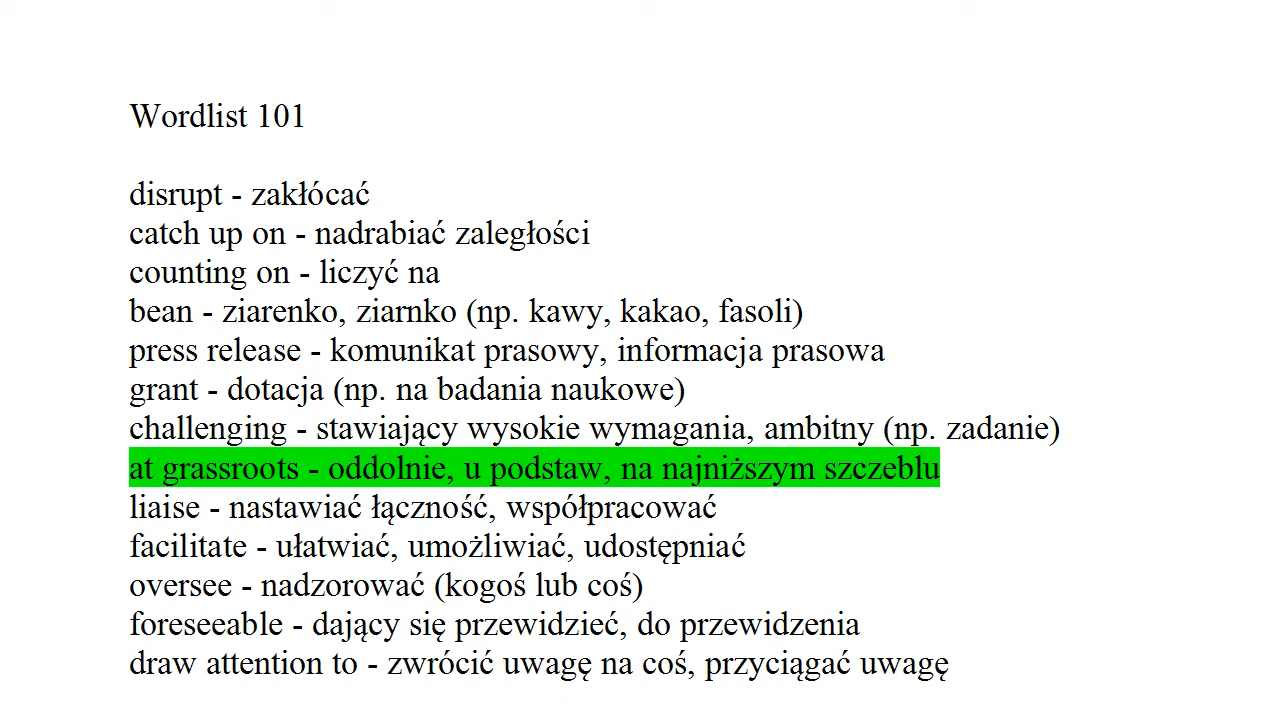 Wordlist 101
disrupt - zakłócać
catch up on - nadrabiać zaległości
counting on - liczyć na
bean - ziarenko, ziarnko (np. kawy, kakao, fasoli)
press release - komunikat prasowy, informacja prasowa
grant - dotacja (np. na badania naukowe)
challenging - stawiający wysokie wymagania, ambitny (np. zadanie)
at grassroots - oddolnie, u podstaw, na najniższym szczeblu
liaise - nastawiać łączność, współpracować
facilitate - ułatwiać, umożliwiać, udostępniać
oversee - nadzorować (kogoś lub coś)
foreseeable - dający się przewidzieć, do przewidzenia
draw attention to - zwrócić uwagę na coś, przyciągać uwagę